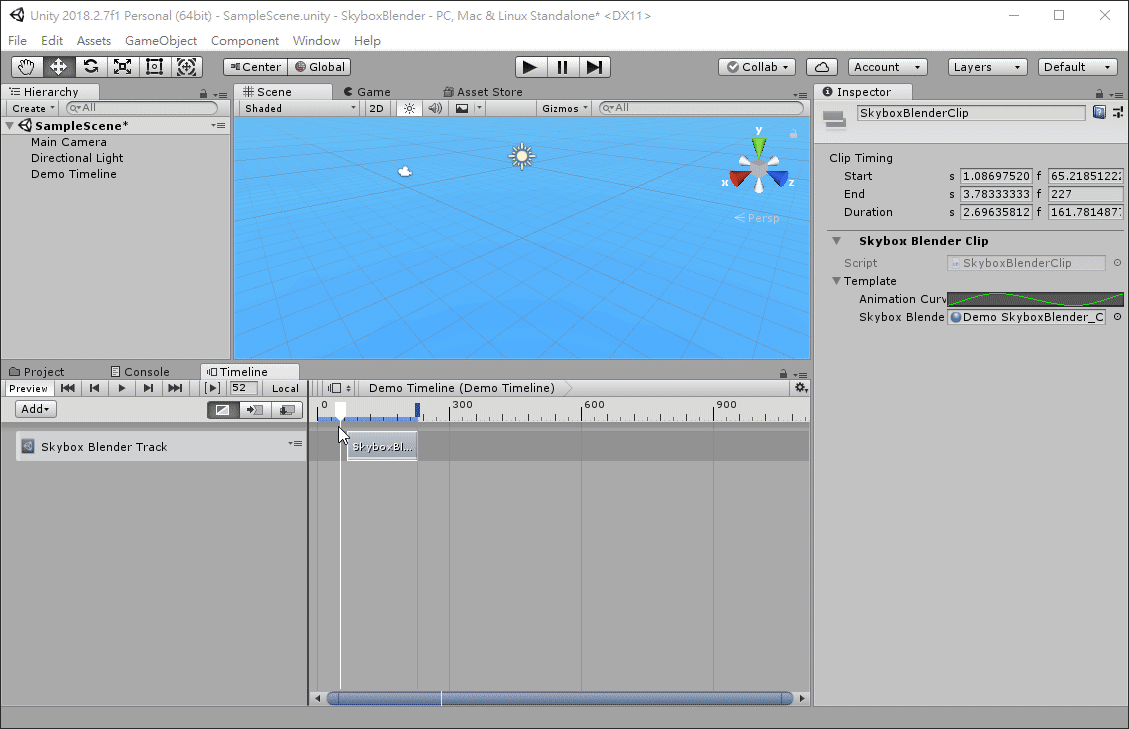 Unity 2018.2.7f1 Personal (64bit) - SampleScene.unity - SkyboxBlender - PC, Mac & Linux Standalone* <DX11>
File Edit Assets GameObject Component Window Help
Center Global Collab Account Layers Default
Hierarchy
Create All
SampleScene*
Main Camera
Directional Light
Demo Timeline
Scene Game Asset Store
Shaded 2D Gizmos All
y
x z
Persp
Inspector
SkyboxBlenderClip
Clip Timing
Start s 1.08697520 f 65.2185122
End s 3.78333333 f 227
Duration s 2.69635812 f 161.781487
Skybox Blender Clip
Script SkyboxBlenderClip
Template
Animation Curv
Skybox Blende Demo SkyboxBlender_C
Project Console Timeline
Preview 52 Local Demo Timeline (Demo Timeline)
Add
0 300 600 900
Skybox Blender Track
SkyboxBl...